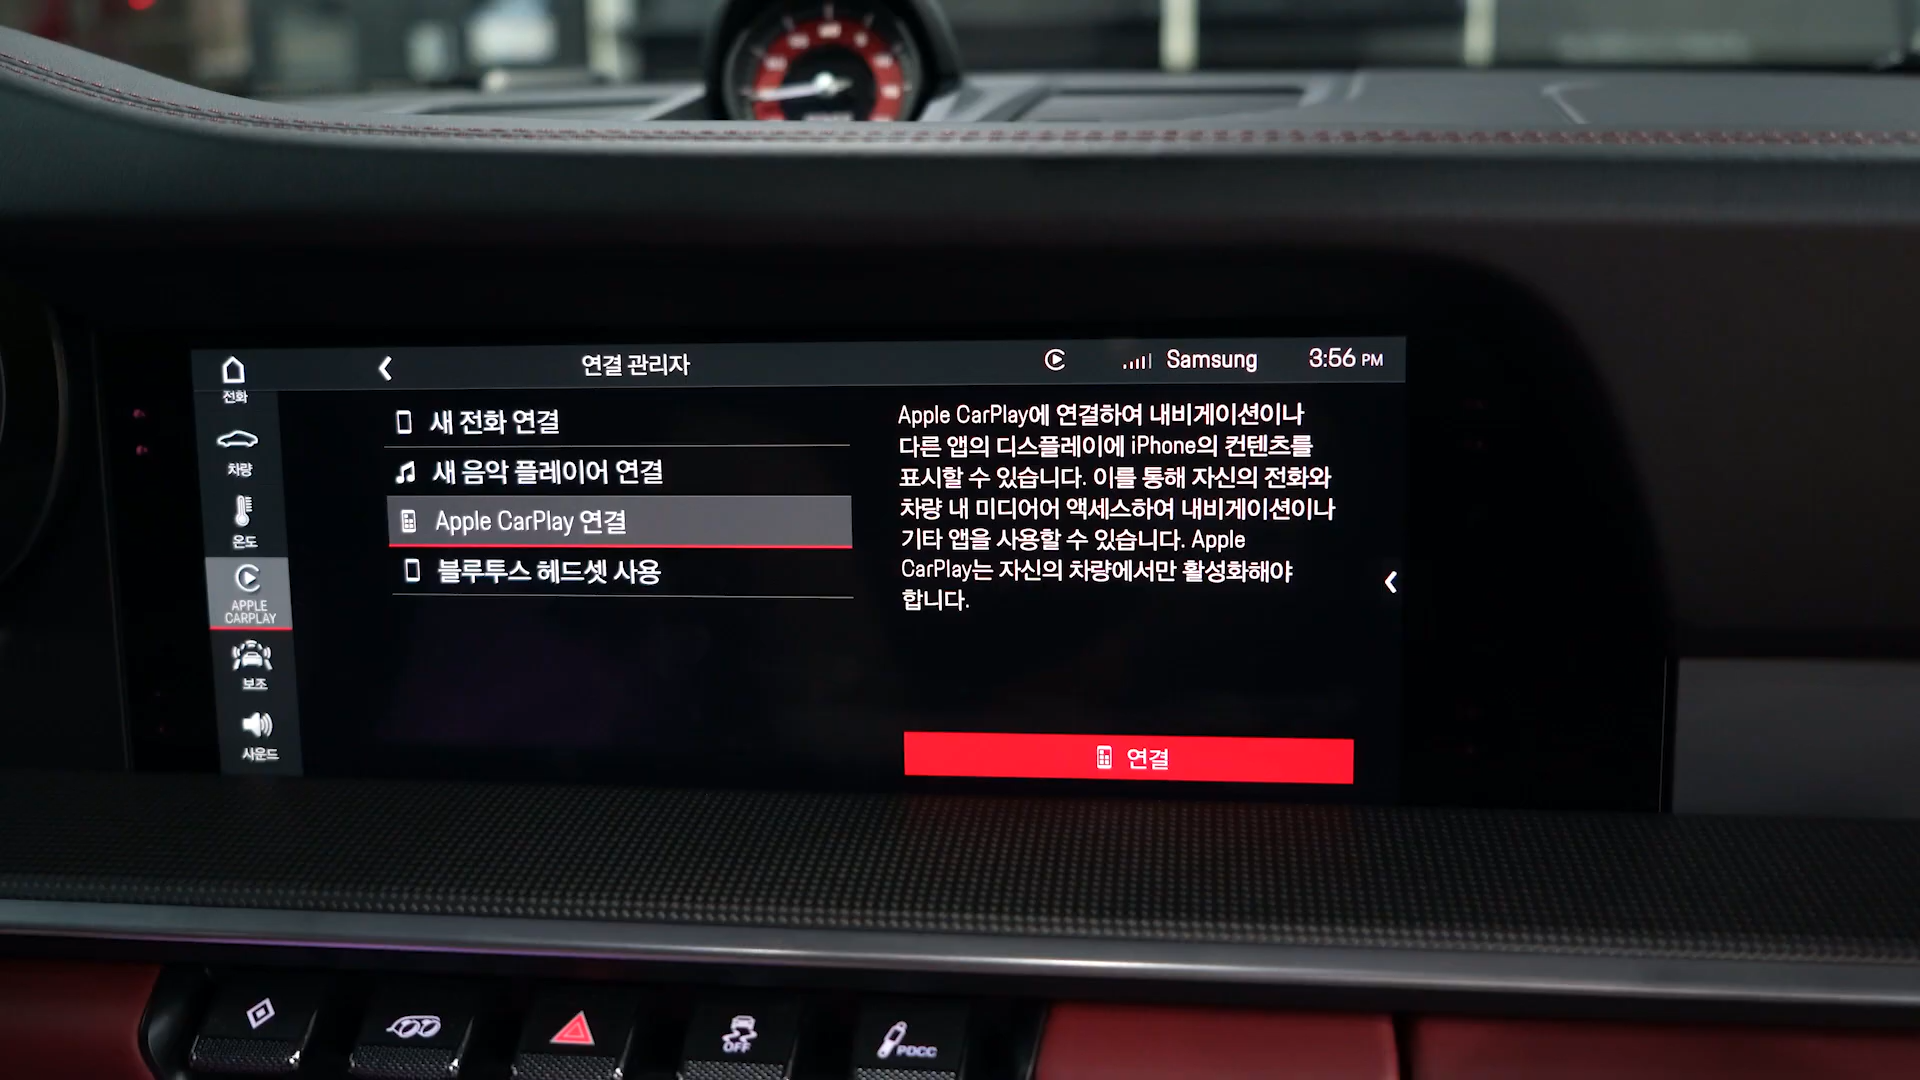 연결 관리자
Samsung
3:56 PM
전화
차량
온도
APPLE
CARPLAY
보조
사운드
새 전화 연결
새 음악 플레이어 연결
Apple CarPlay 연결
블루투스 헤드셋 사용
Apple CarPlay에 연결하여 내비게이션이나
다른 앱의 디스플레이에 iPhone의 컨텐츠를
표시할 수 있습니다. 이를 통해 자신의 전화와
차량 내 미디어어 액세스하여 내비게이션이나
기타 앱을 사용할 수 있습니다. Apple
CarPlay는 자신의 차량에서만 활성화해야
합니다.
연결
OFF
PDCC